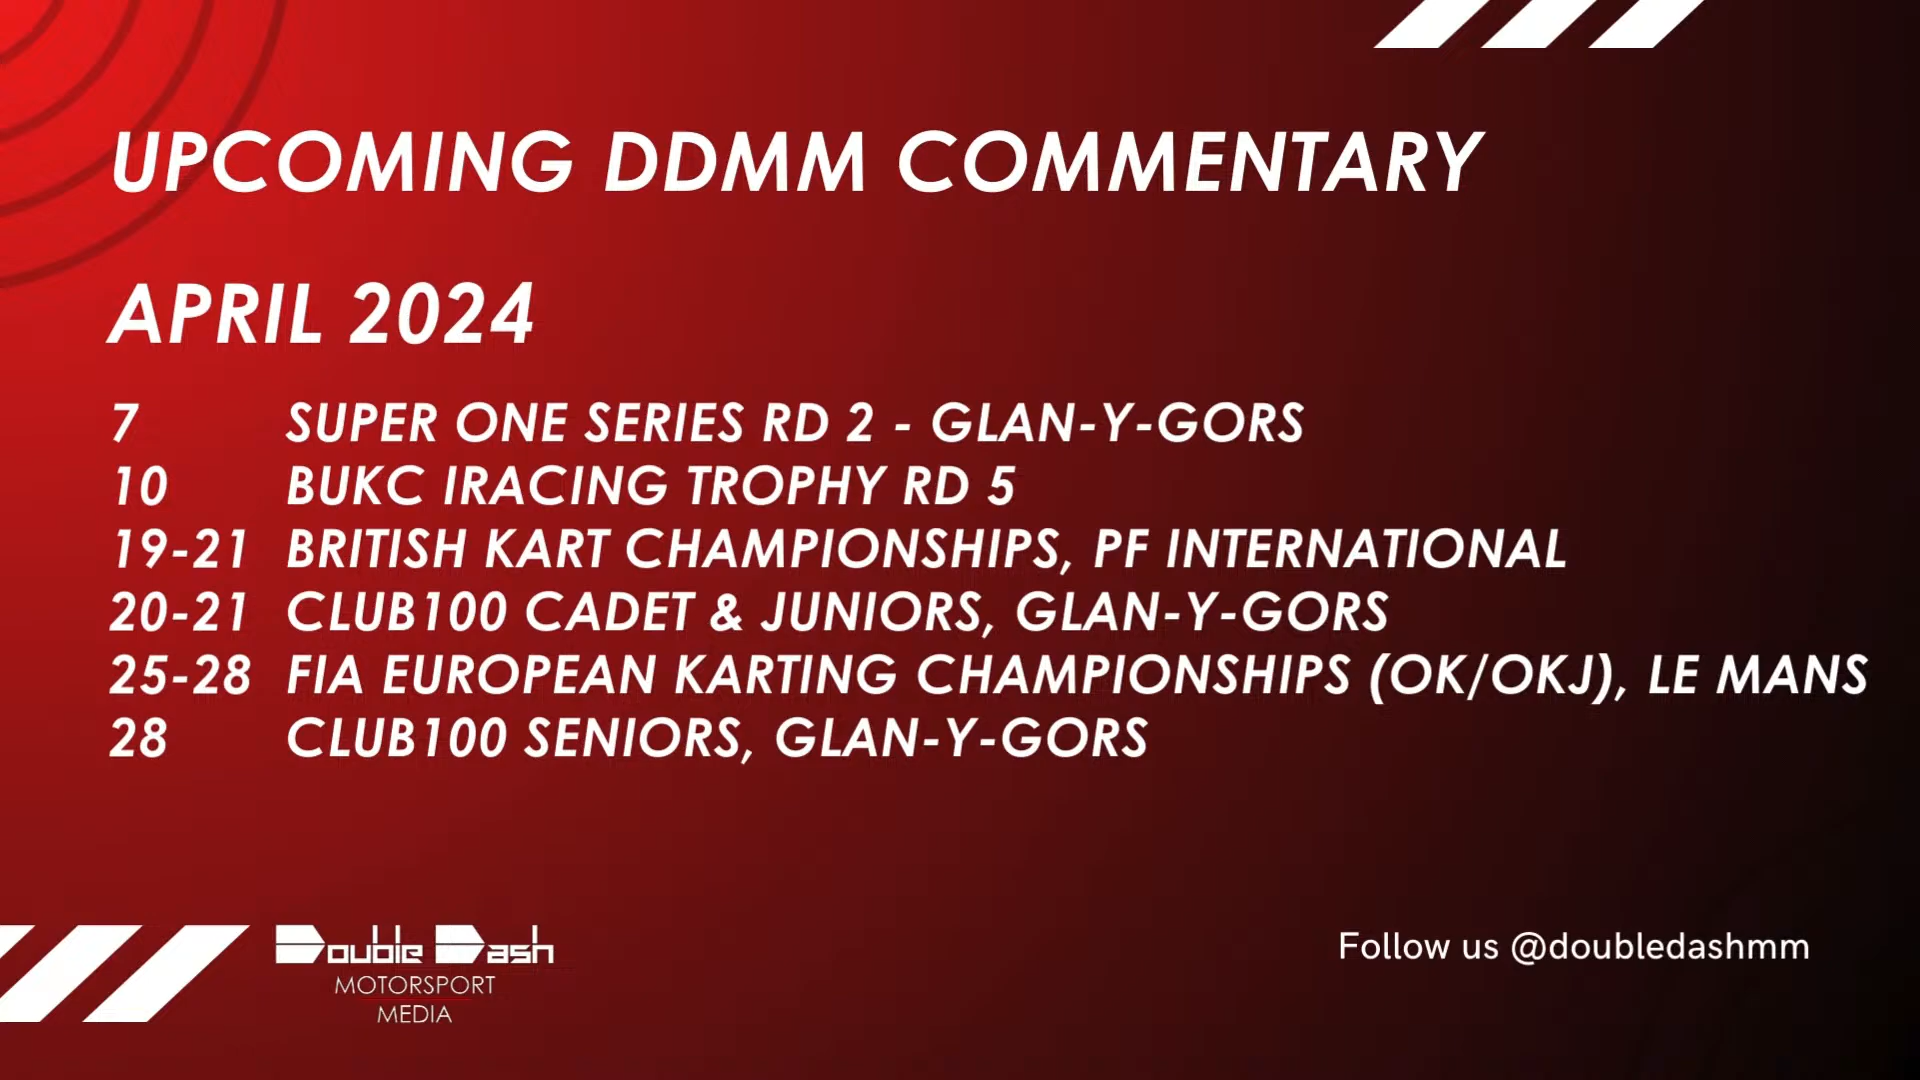 UPCOMING DDMM COMMENTARY
APRIL 2024
7 SUPER ONE SERIES RD 2 - GLAN-Y-GORS
10 BUKC IRACING TROPHY RD 5
19-21 BRITISH KART CHAMPIONSHIPS, PF INTERNATIONAL
20-21 CLUB100 CADET & JUNIORS, GLAN-Y-GORS
25-28 FIA EUROPEAN KARTING CHAMPIONSHIPS (OK/OKJ), LE MANS
28 CLUB100 SENIORS, GLAN-Y-GORS
Double Dash
MOTORSPORT
MEDIA
Follow us @doubledashmm